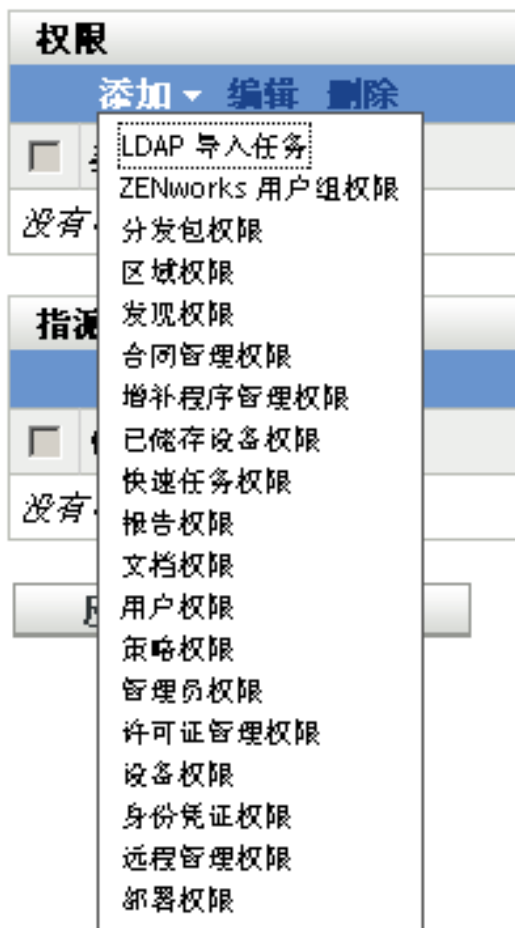 权限
添加 编辑 删除
LDAP 导入任务
ZENworks 用户组权限
没有
分发包权限
区域权限
发现权限
指派
合同管理权限
增补程序管理权限
已储存设备权限
快速任务权限
没有
报告权限
文档权限
用户权限
策略权限
管理员权限
许可证管理权限
设备权限
身份凭证权限
远程管理权限
部署权限